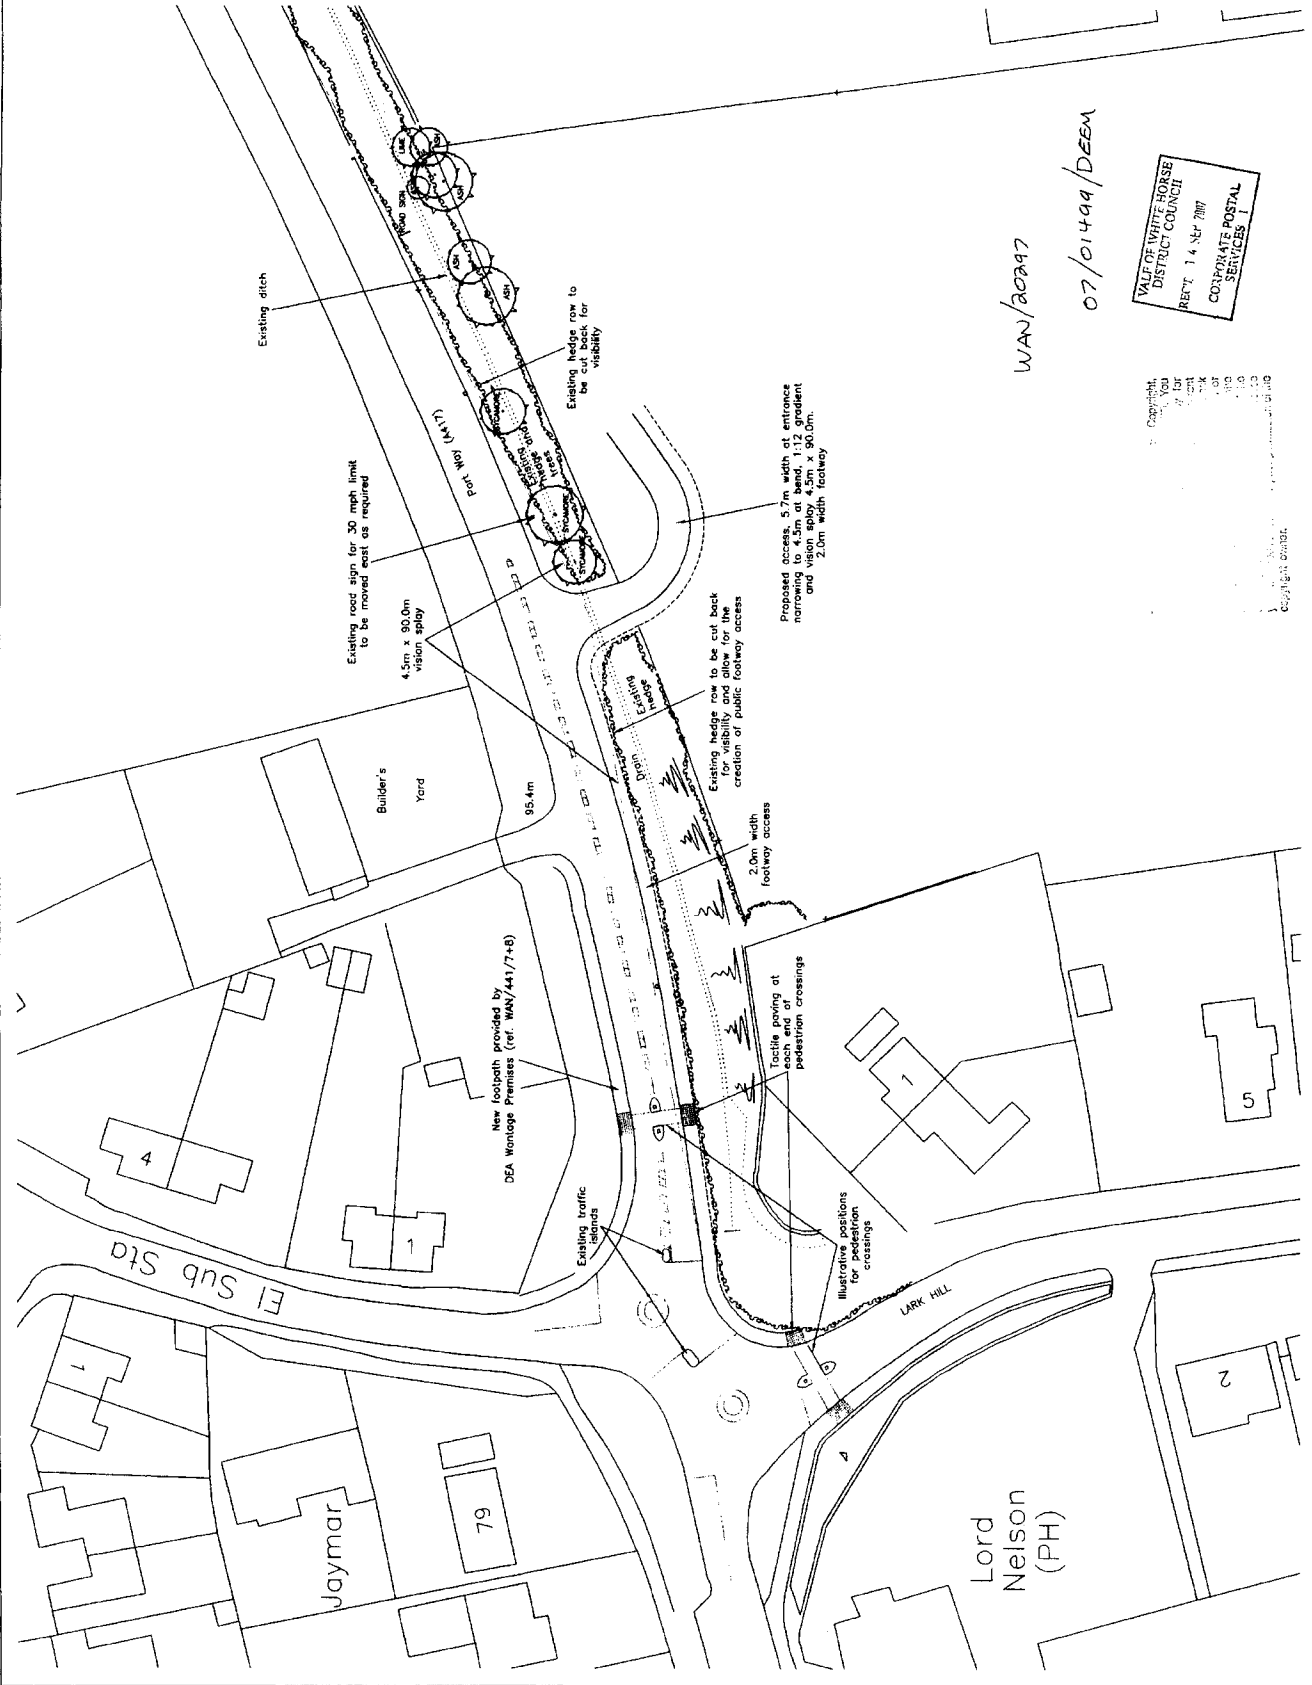 Existing ditch
Existing road sign for 30 mph limit
to be moved east as required
4.5m x 90.0m
vision splay
Port Way (A417)
ROAD SIGN
LIME
ASH
ASH
ASH
ASH
SYCAMORE
Existing
hedge and
trees
SYCAMORE
SYCAMORE
Existing hedge row to
be cut back for
visibility
Proposed access, 5.7m width at entrance
narrowing to 4.5m at bend, 1:12 gradient
and vision splay 4.5m x 90.0m.
2.0m width footway
Existing hedge row to be cut back
for visibility and allow for the
creation of public footway access
Existing
hedge
Drain
2.0m width
footway access
Builder's
Yard
95.4m
New footpath provided by
DEA Wantage Premises (ref. WAN/441/7+8)
Tactile paving at
each end of
pedestrian crossings
Existing traffic
islands
Illustrative positions
for pedestrian
crossings
LARK HILL
El Sub Sta
4
1
1
1
5
2
Jaymar
79
Lord
Nelson
(PH)
WAN/20297
07/01499/DEEM
VALE OF WHITE HORSE
DISTRICT COUNCIL
REC'T 14 SEP 2007
CORPORATE POSTAL
SERVICES 1
Copyright.
You
for
or
copyright owner.